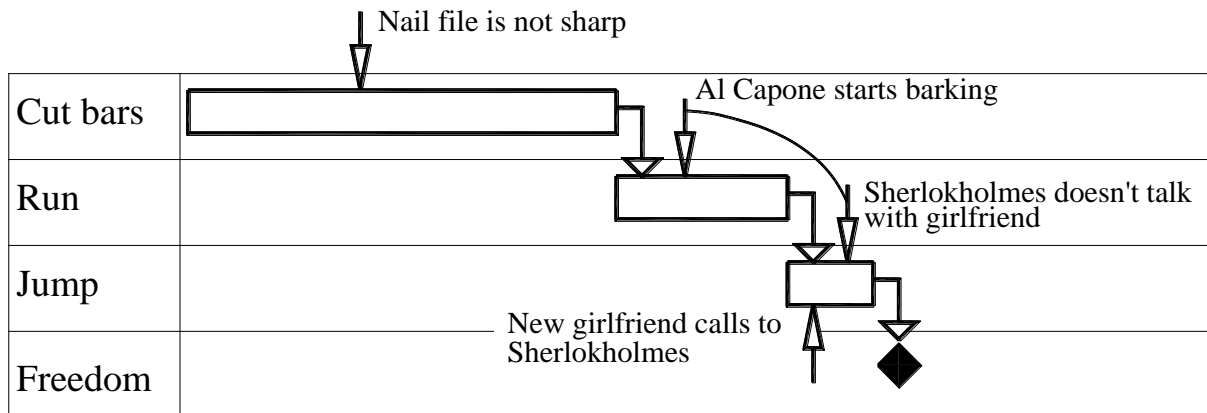 Nail file is not sharp
Cut bars
Al Capone starts barking
Run
Sherlokholmes doesn't talk
with girlfriend
Jump
New girlfriend calls to
Sherlokholmes
Freedom